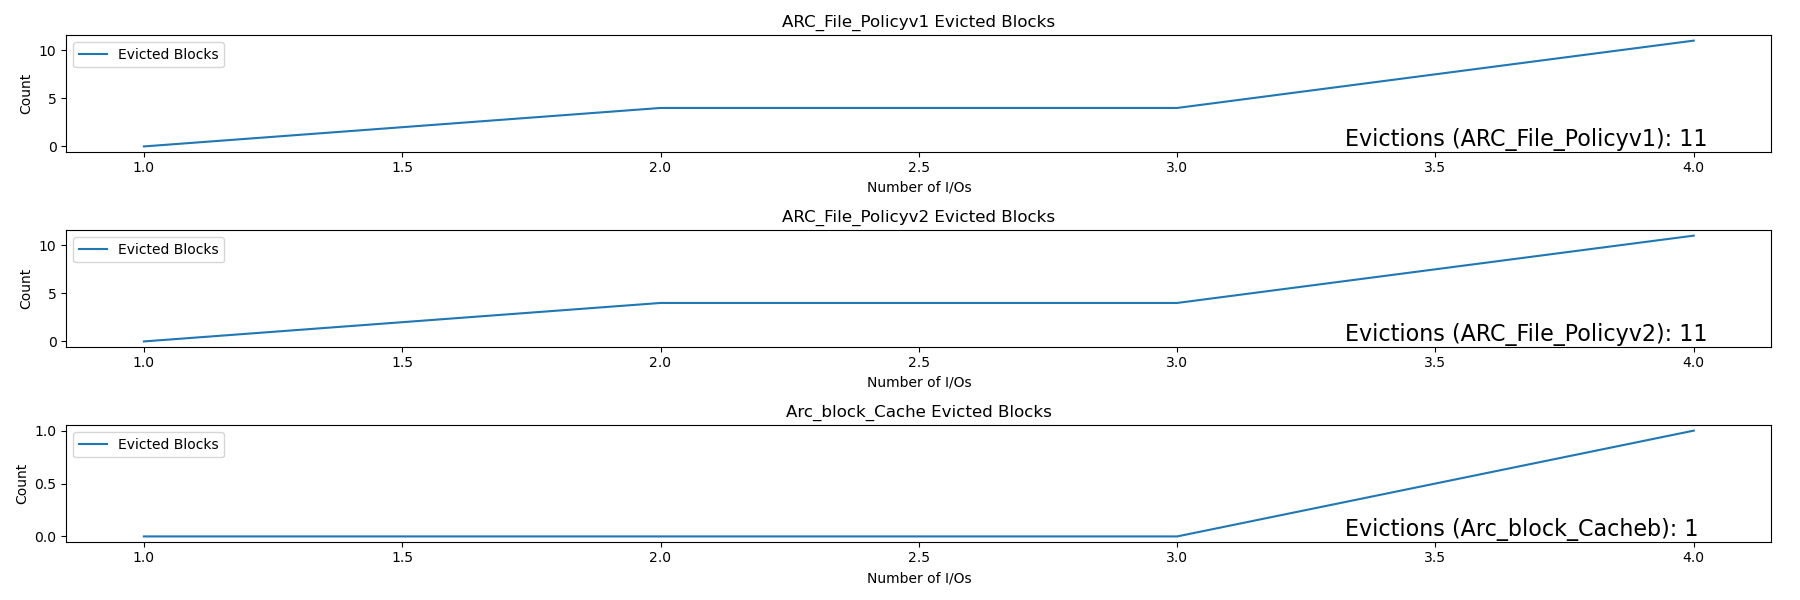 ARC_File_Policyv1 Evicted Blocks
Evicted Blocks
10
5
0
Count
Evictions (ARC_File_Policyv1): 11
1.0 1.5 2.0 2.5 3.0 3.5 4.0
Number of I/Os
ARC_File_Policyv2 Evicted Blocks
Evicted Blocks
10
5
0
Count
Evictions (ARC_File_Policyv2): 11
1.0 1.5 2.0 2.5 3.0 3.5 4.0
Number of I/Os
Arc_block_Cache Evicted Blocks
Evicted Blocks
1.0
0.5
0.0
Count
Evictions (Arc_block_Cacheb): 1
1.0 1.5 2.0 2.5 3.0 3.5 4.0
Number of I/Os